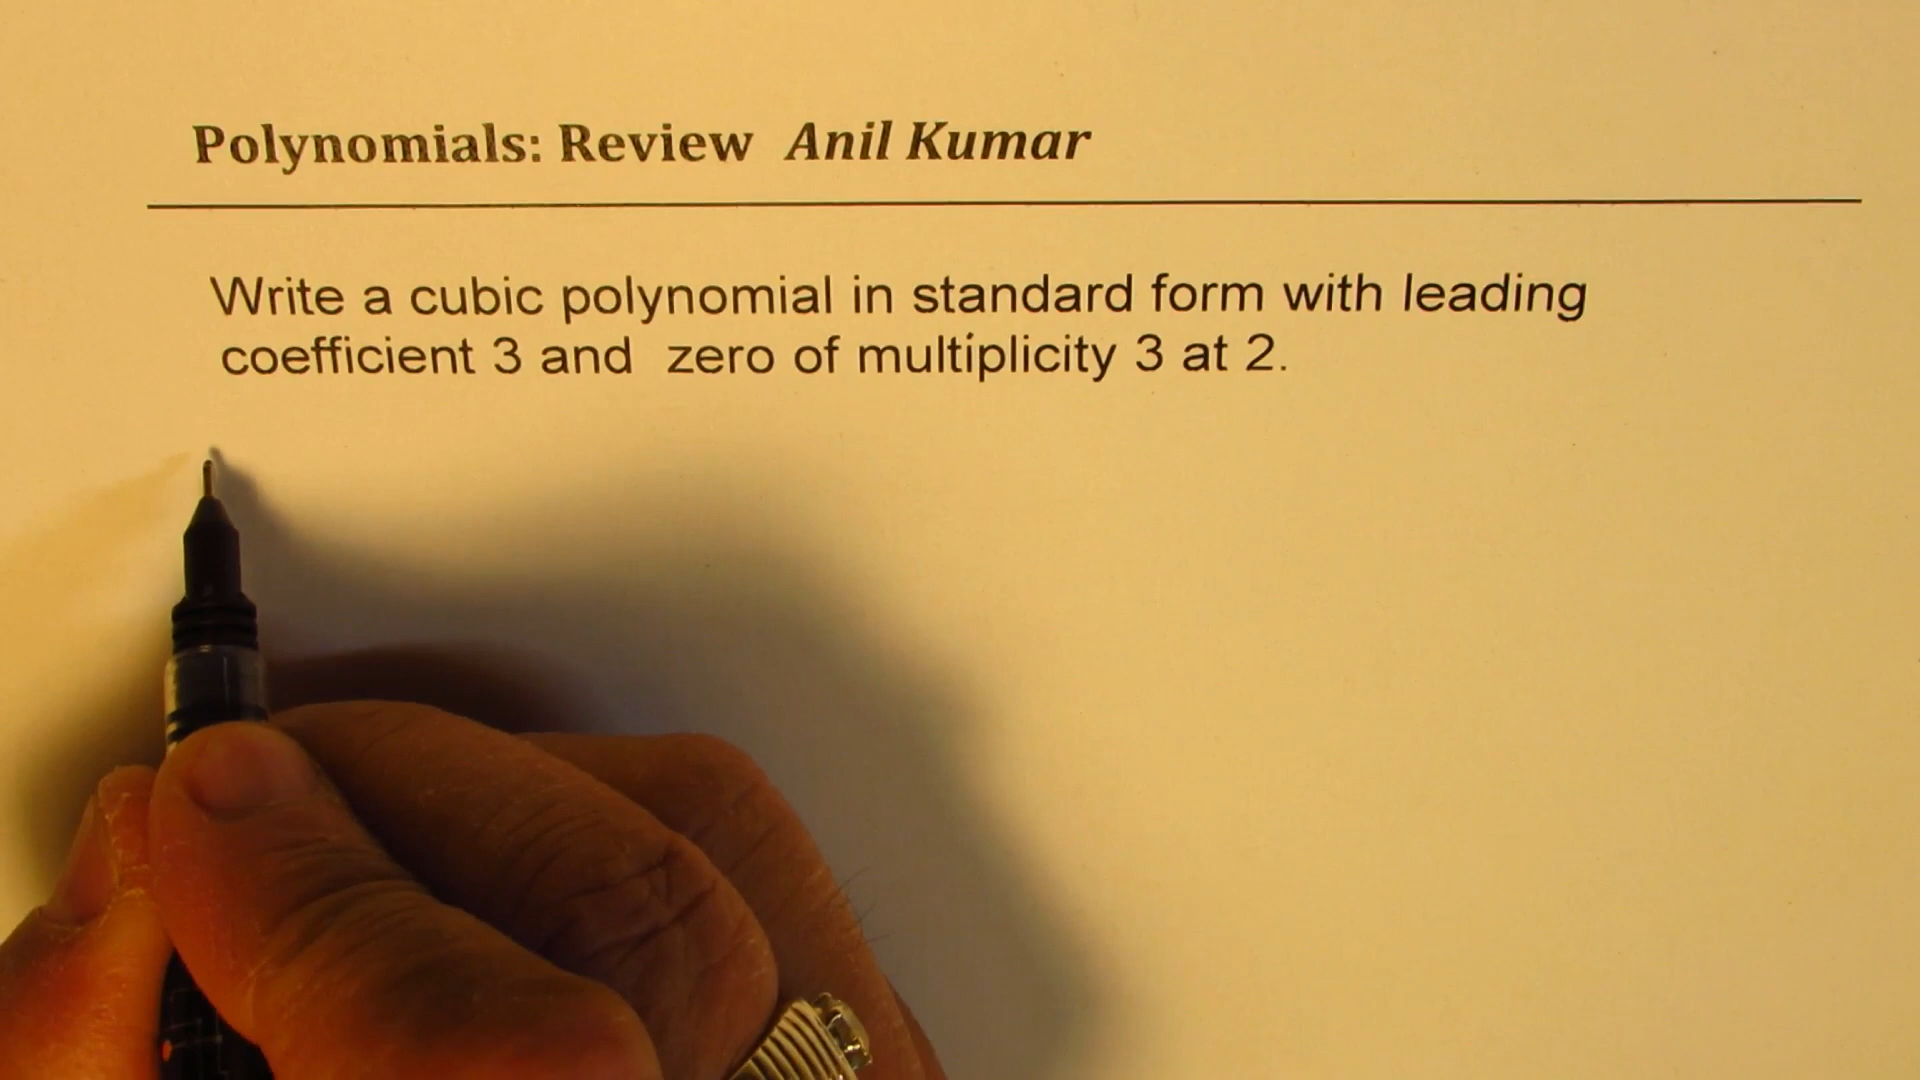 Polynomials: Review Anil Kumar
Write a cubic polynomial in standard form with leading
coefficient 3 and zero of multiplicity 3 at 2.